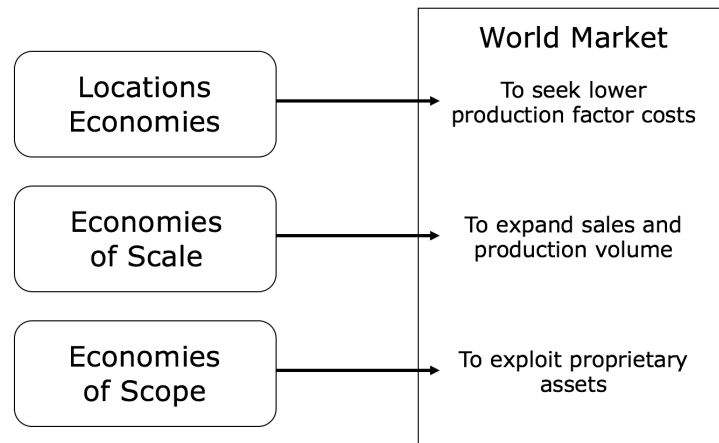 World Market
Locations
Economies
To seek lower
production factor costs
Economies
of Scale
To expand sales and
production volume
Economies
of Scope
To exploit proprietary
assets